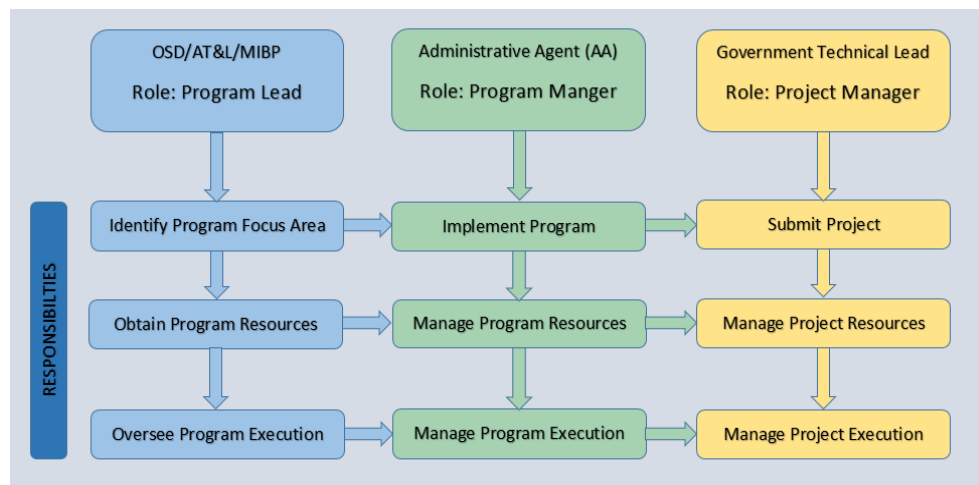 OSD/AT&L/MIBP
Role: Program Lead
Administrative Agent (AA)
Role: Program Manger
Government Technical Lead
Role: Project Manager
RESPONSIBILTIES
Identify Program Focus Area
Implement Program
Submit Project
Obtain Program Resources
Manage Program Resources
Manage Project Resources
Oversee Program Execution
Manage Program Execution
Manage Project Execution